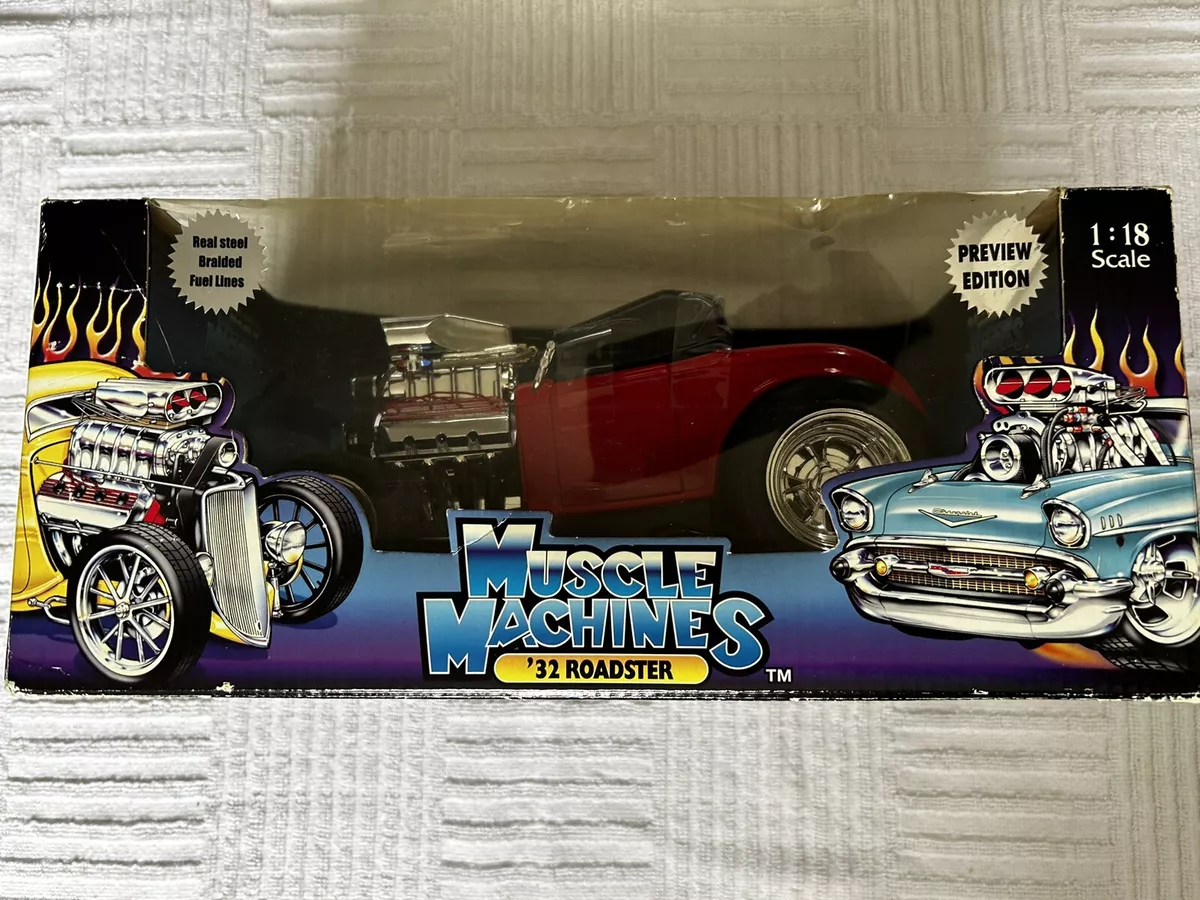 Real steel
Braided
Fuel Lines
PREVIEW
EDITION
1:18
Scale
MUSCLE
MACHINES
'32 ROADSTER
TM